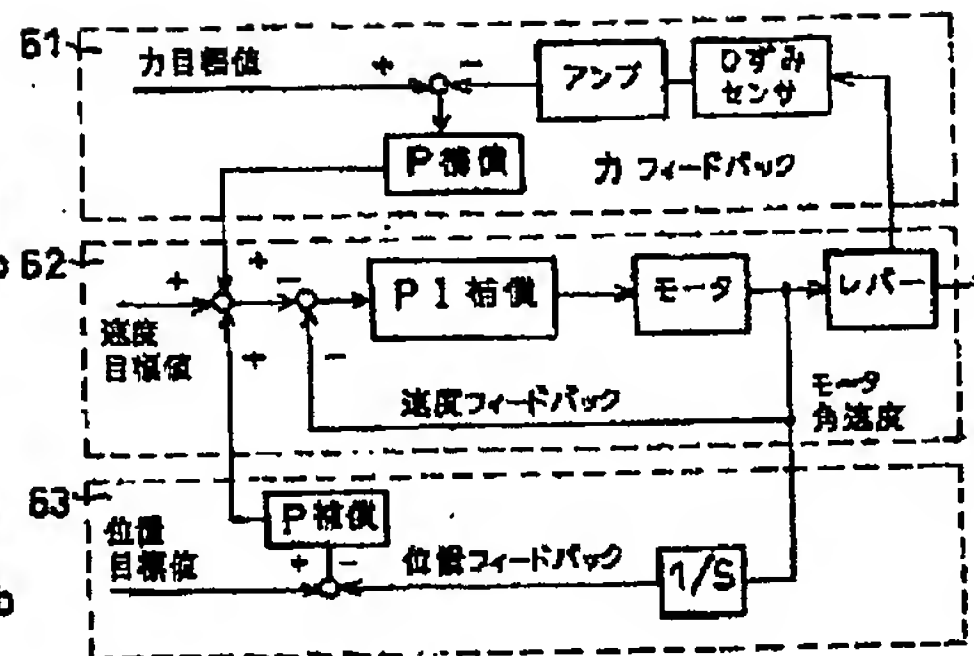 61
力目標値
+
-
アンプ
ひずみ
センサ
P補償
力フィードバック
62
+
+
-
PI補償
モータ
レバー
速度
目標値
+
-
速度フィードバック
モータ
角速度
63
P補償
位置
目標値
+
-
位置フィードバック
1/S